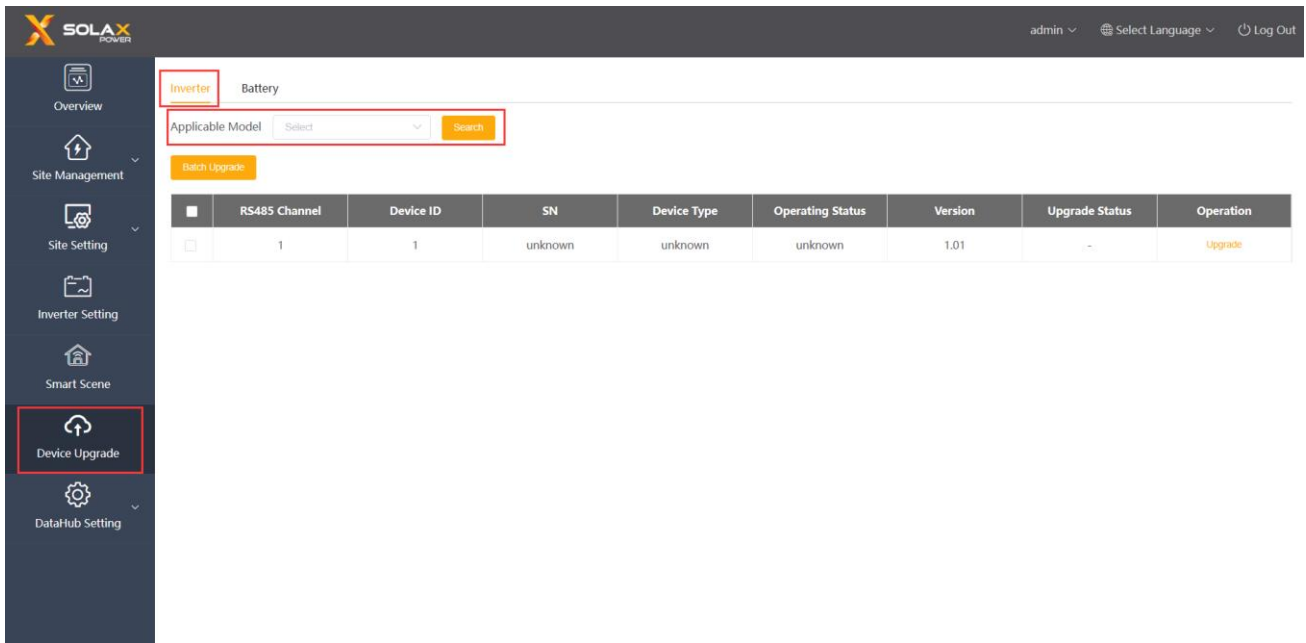 SOLAX POWER
admin Select Language Log Out
Overview
Site Management
Site Setting
Inverter Setting
Smart Scene
Device Upgrade
DataHub Setting
Inverter Battery
Applicable Model Select Search
Batch Upgrade
RS485 Channel Device ID SN Device Type Operating Status Version Upgrade Status Operation
1 1 unknown unknown unknown 1.01 - Upgrade